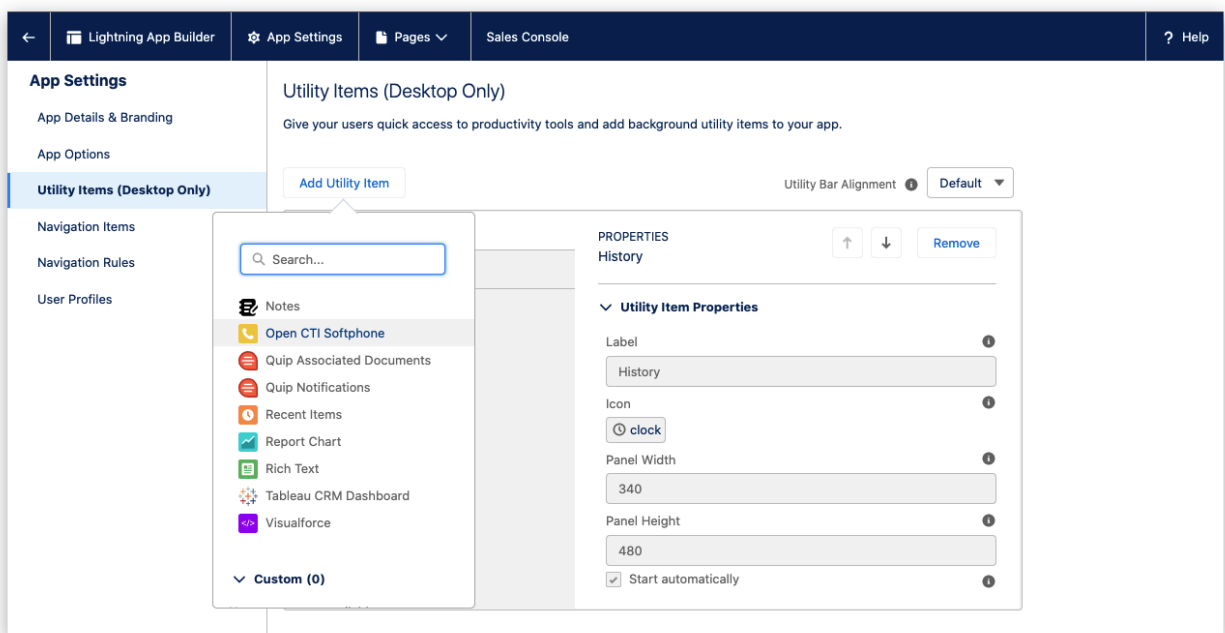 Lightning App Builder
App Settings
Pages
Sales Console
? Help
App Settings
App Details & Branding
App Options
Utility Items (Desktop Only)
Navigation Items
Navigation Rules
User Profiles
Utility Items (Desktop Only)
Give your users quick access to productivity tools and add background utility items to your app.
Add Utility Item
Utility Bar Alignment
Default
Search...
Notes
Open CTI Softphone
Quip Associated Documents
Quip Notifications
Recent Items
Report Chart
Rich Text
Tableau CRM Dashboard
Visualforce
Custom (0)
PROPERTIES
History
Remove
Utility Item Properties
Label
History
Icon
clock
Panel Width
340
Panel Height
480
Start automatically